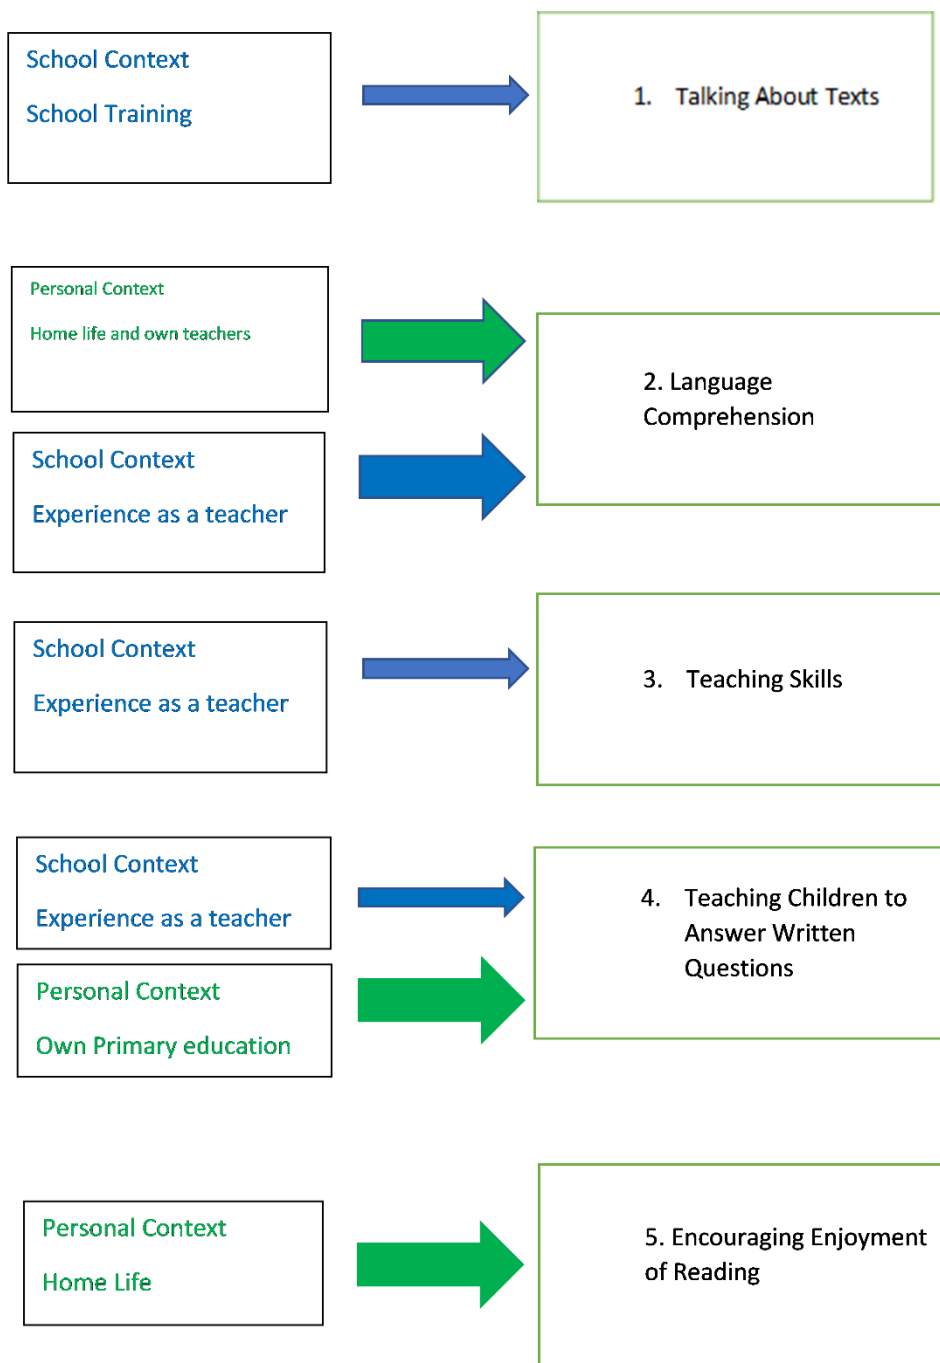 School Context
School Training
1. Talking About Texts
Personal Context
Home life and own teachers
2. Language
Comprehension
School Context
Experience as a teacher
School Context
Experience as a teacher
3. Teaching Skills
School Context
Experience as a teacher
4. Teaching Children to
Answer Written
Questions
Personal Context
Own Primary education
Personal Context
Home Life
5. Encouraging Enjoyment
of Reading